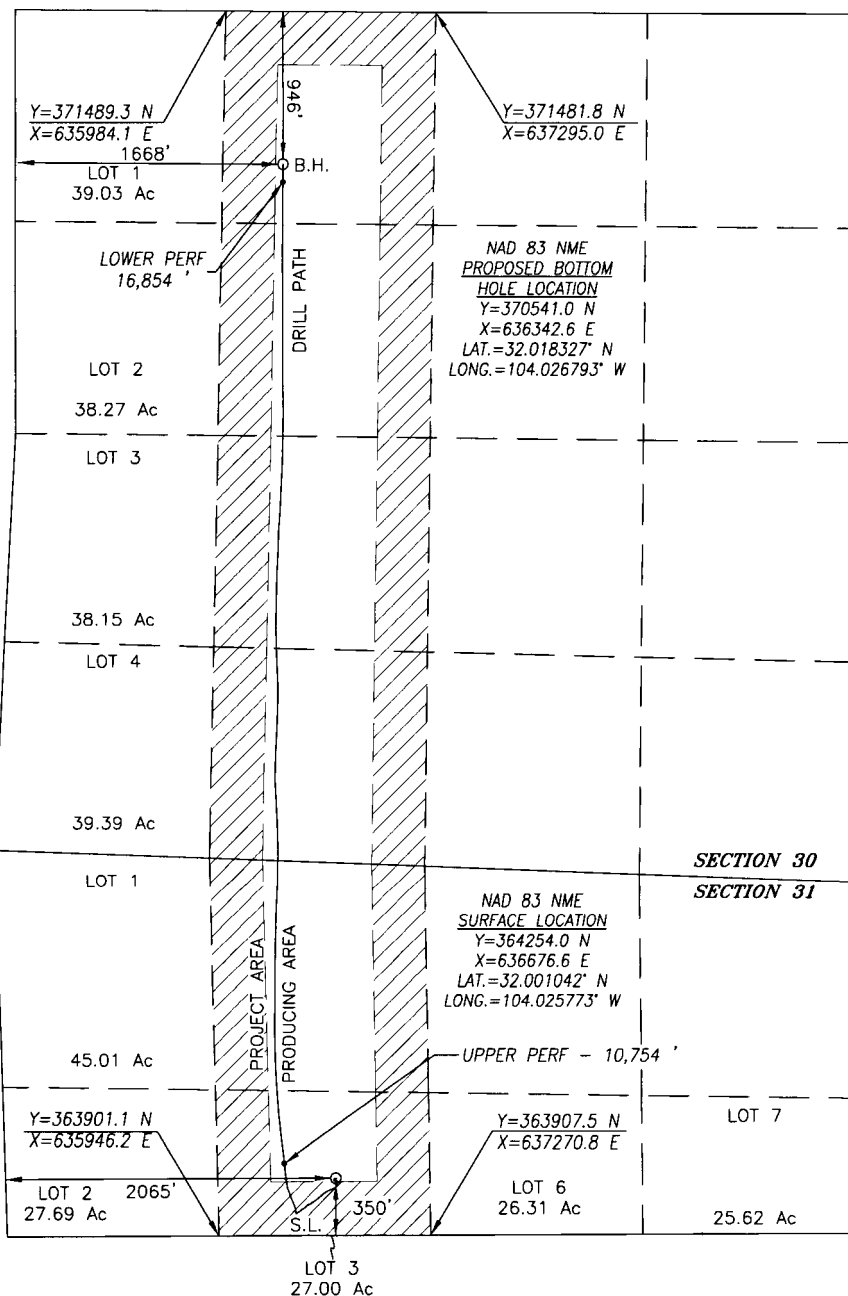 Y=371489.3 N
X=635984.1 E
946'
Y=371481.8 N
X=637295.0 E
1668'
B.H.
LOT 1
39.03 Ac
LOWER PERF
16,854 '
DRILL PATH
NAD 83 NME
PROPOSED BOTTOM
HOLE LOCATION
Y=370541.0 N
X=636342.6 E
LAT.=32.018327° N
LONG.=104.026793° W
LOT 2
38.27 Ac
LOT 3
38.15 Ac
LOT 4
39.39 Ac
SECTION 30
SECTION 31
LOT 1
NAD 83 NME
SURFACE LOCATION
Y=364254.0 N
X=636676.6 E
LAT.=32.001042° N
LONG.=104.025773° W
PROJECT AREA
PRODUCING AREA
45.01 Ac
UPPER PERF - 10,754 '
Y=363901.1 N
X=635946.2 E
Y=363907.5 N
X=637270.8 E
LOT 7
LOT 2
2065'
27.69 Ac
S.L.
350'
LOT 6
26.31 Ac
25.62 Ac
LOT 3
27.00 Ac